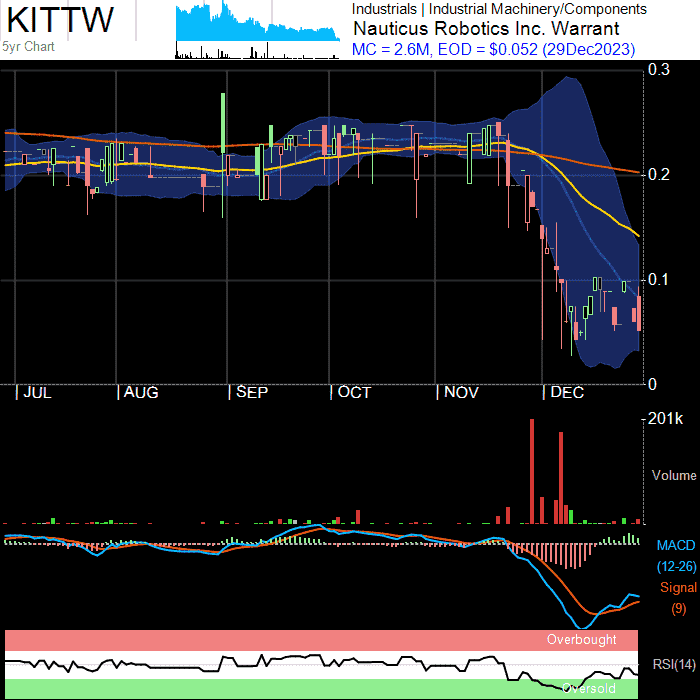 KITTW
5yr Chart
Industrials | Industrial Machinery/Components
Nauticus Robotics Inc. Warrant
MC = 2.6M, EOD = $0.052 (29Dec2023)
0.3
0.2
0.1
0
JUL AUG SEP OCT NOV DEC
201k
Volume
MACD
(12-26)
Signal
(9)
Overbought
RSI(14)
Oversold